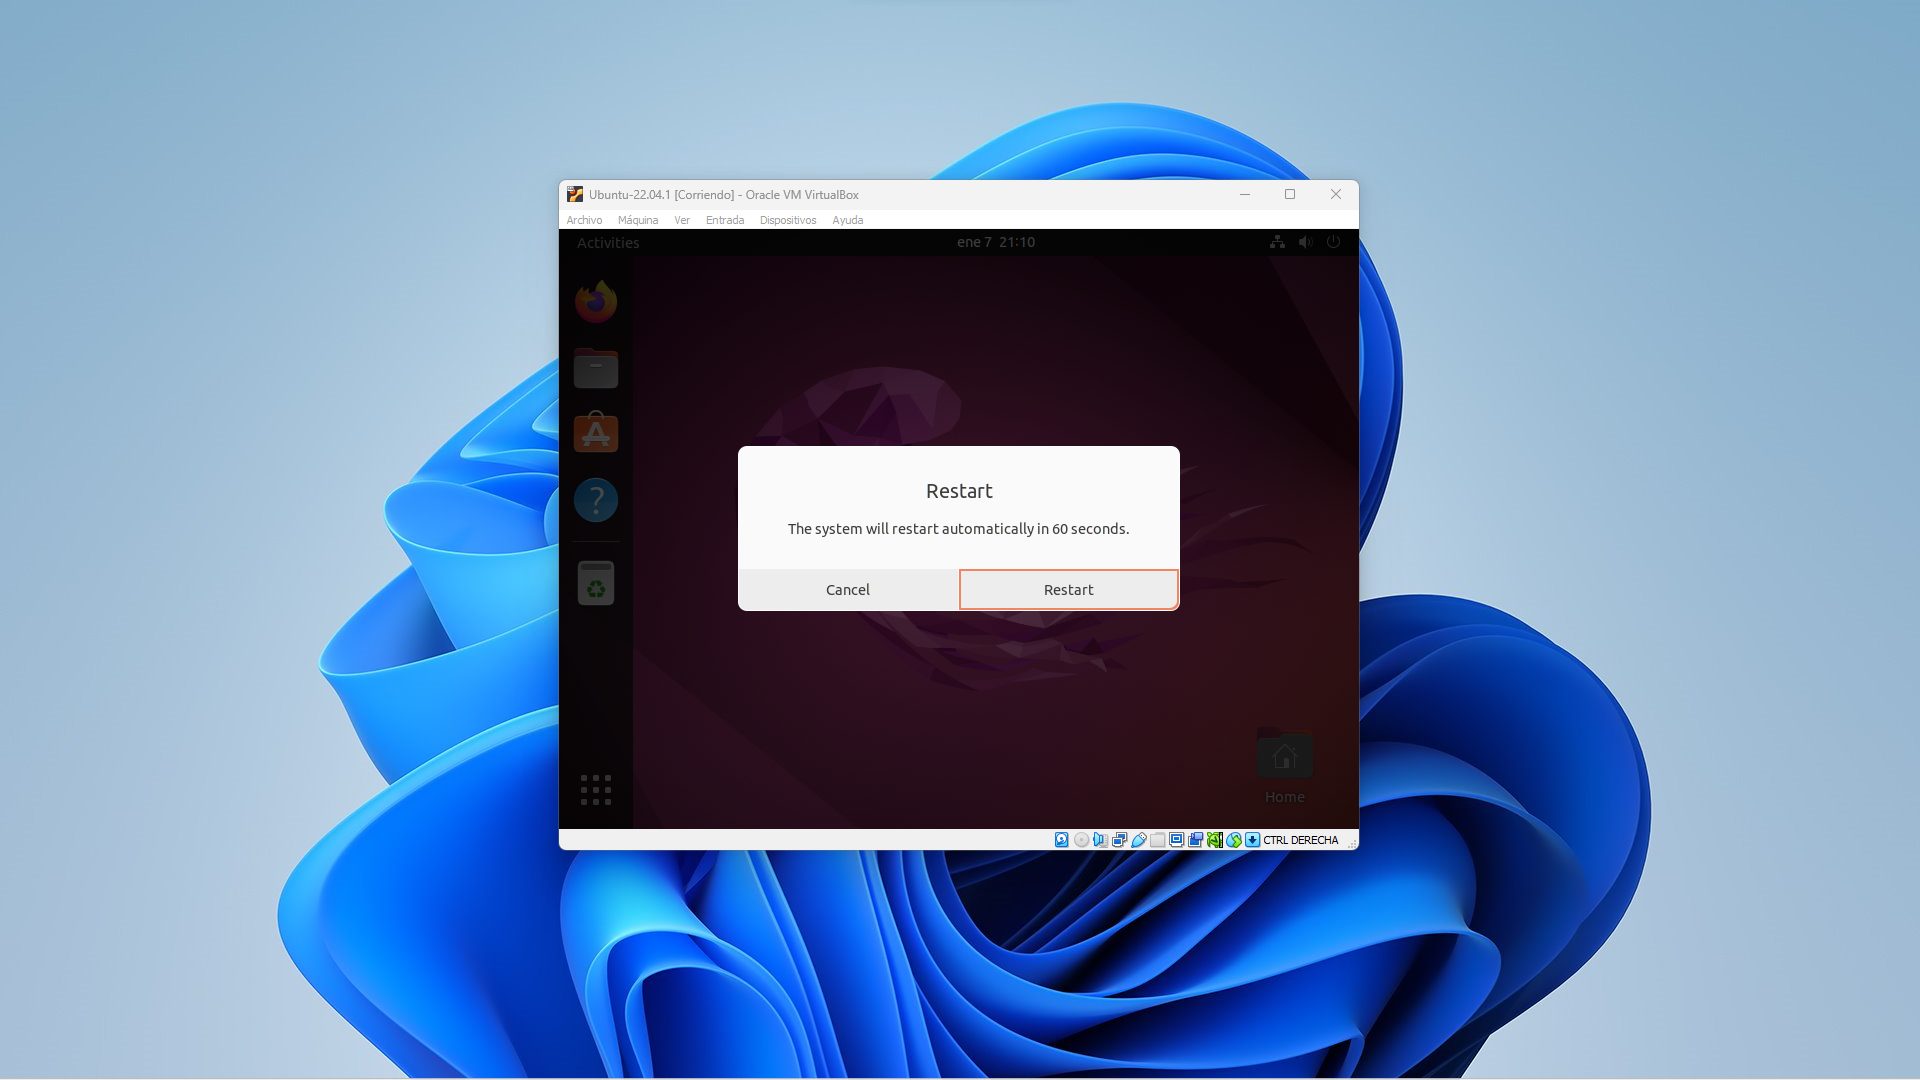 Ubuntu-22.04.1 [Corriendo] - Oracle VM VirtualBox
Archivo Máquina Ver Entrada Dispositivos Ayuda
Activities ene 7 21:10
Restart
The system will restart automatically in 60 seconds.
Cancel Restart
Home
CTRL DERECHA